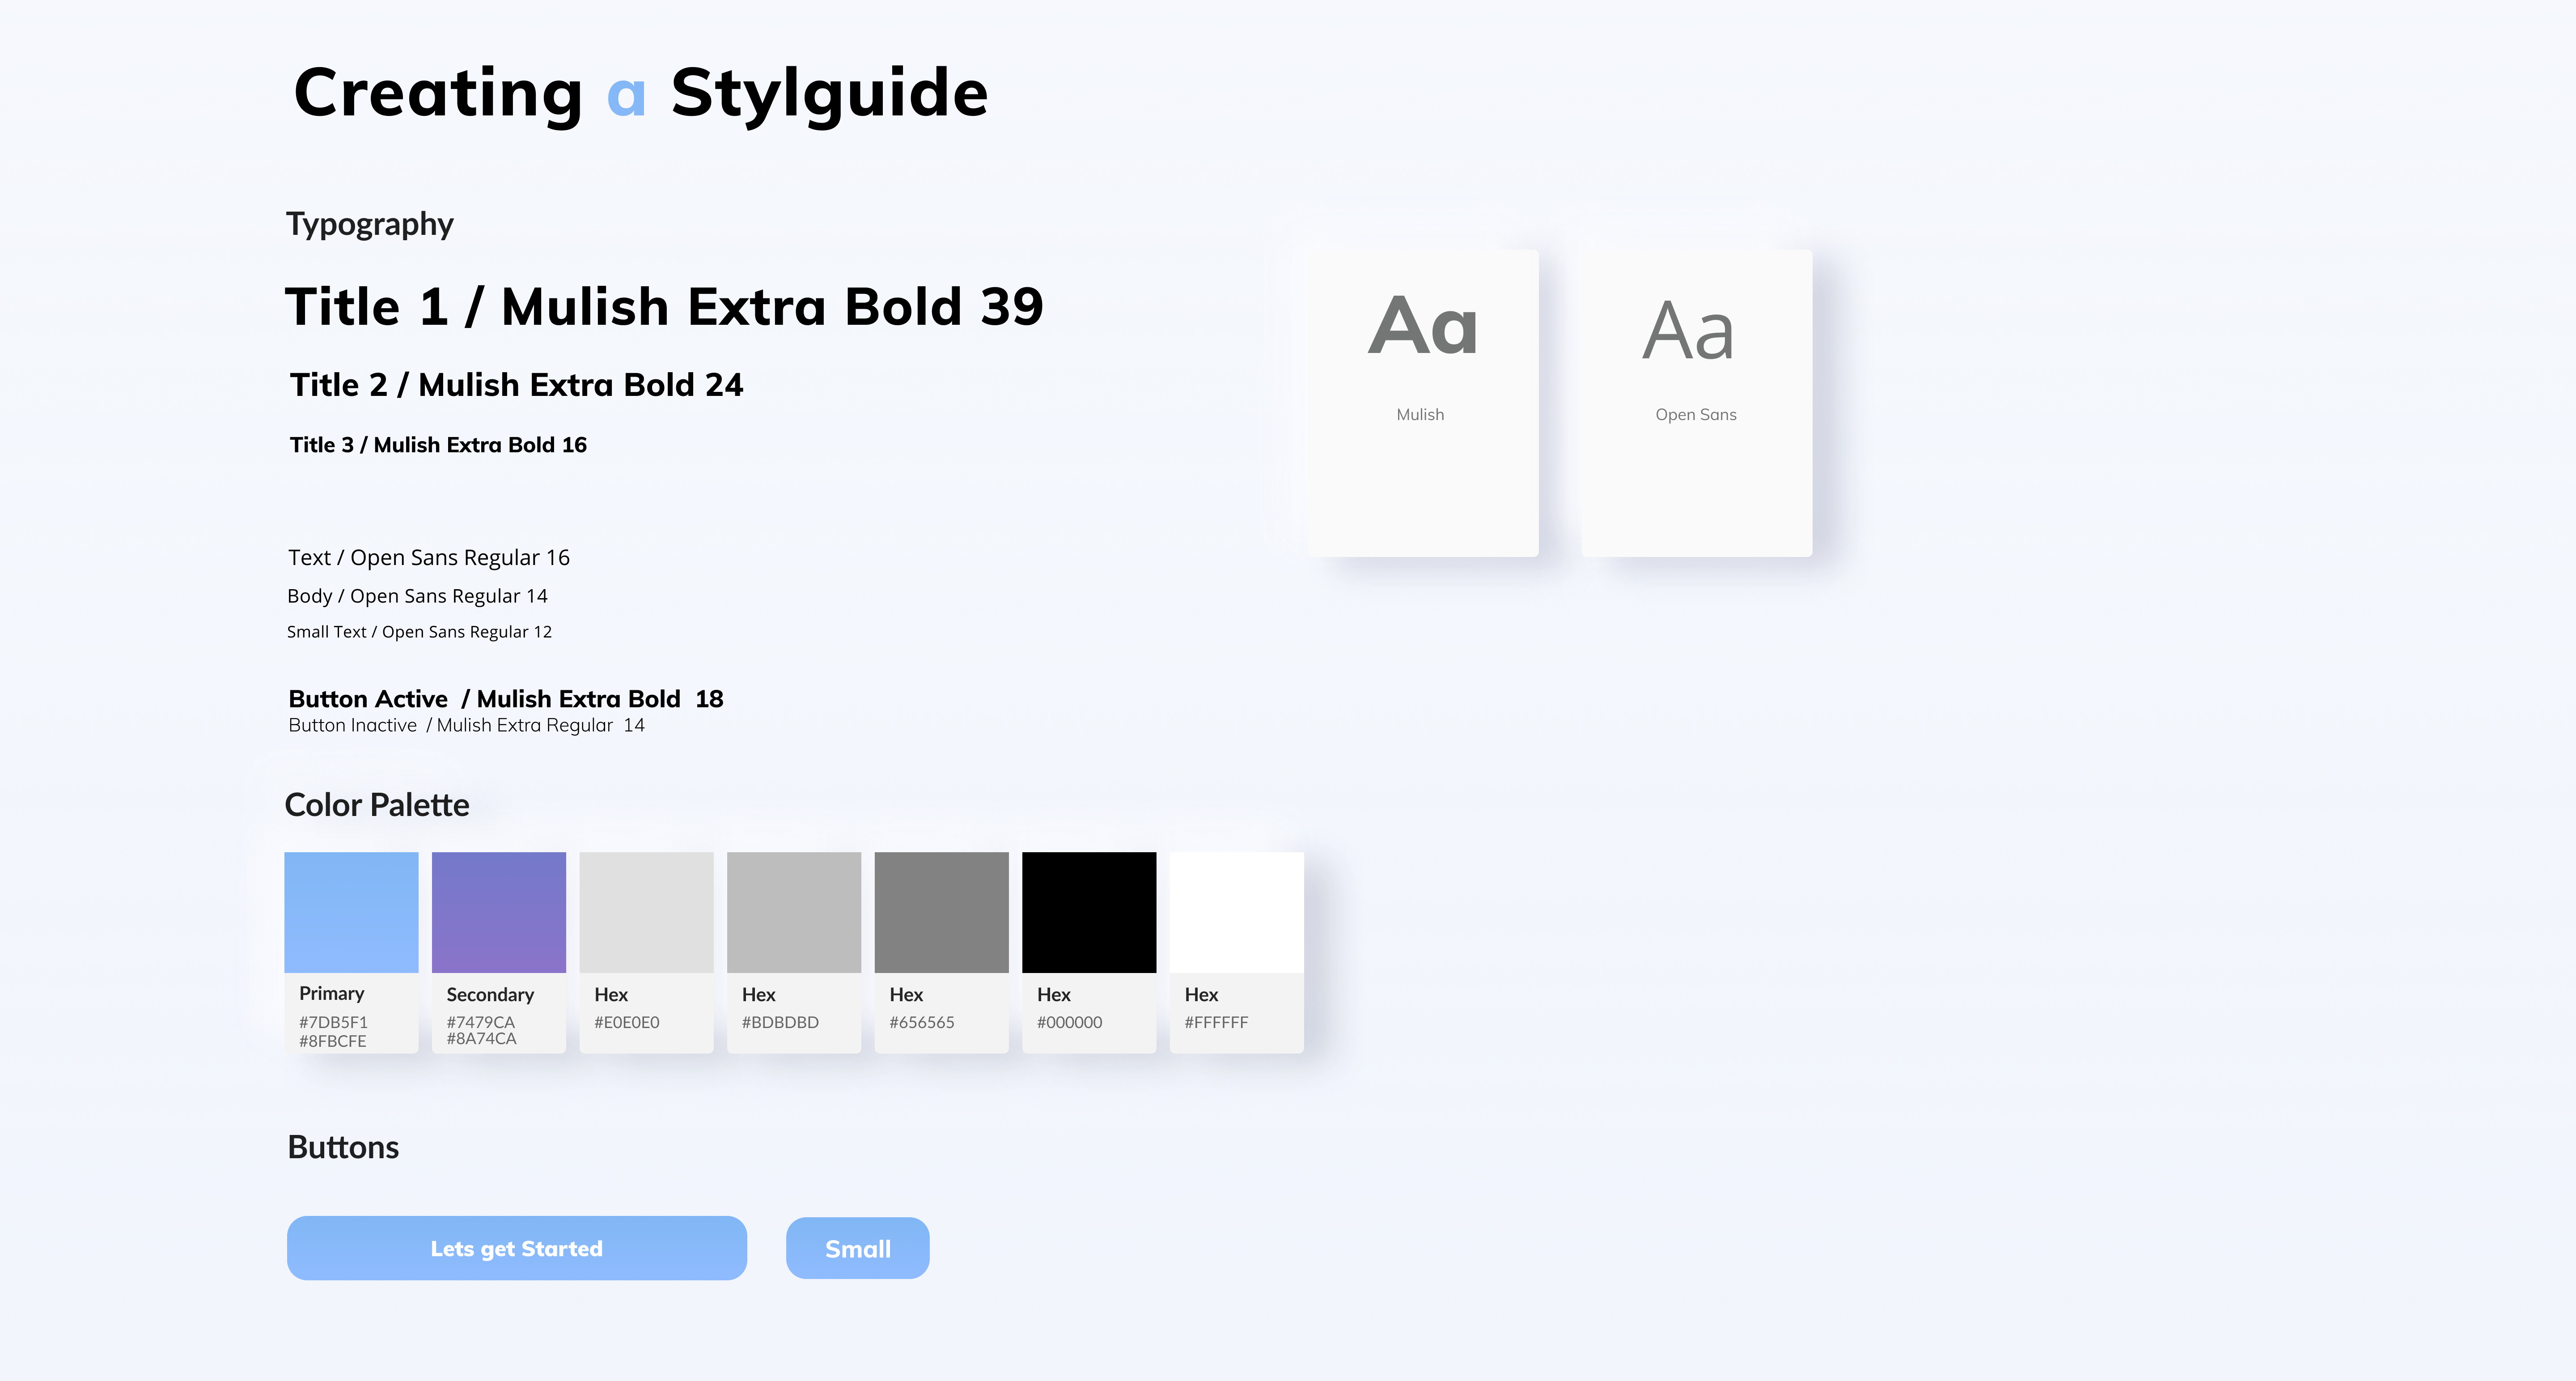 Creating a Stylguide
Typography
Title 1 / Mulish Extra Bold 39
Title 2 / Mulish Extra Bold 24
Title 3 / Mulish Extra Bold 16
Text / Open Sans Regular 16
Body / Open Sans Regular 14
Small Text / Open Sans Regular 12
Button Active / Mulish Extra Bold 18
Button Inactive / Mulish Extra Regular 14
Aa
Mulish
Aa
Open Sans
Color Palette
Primary
#7DB5F1
#8FBCFE
Secondary
#7479CA
#8A74CA
Hex
#E0E0E0
Hex
#BDBDBD
Hex
#656565
Hex
#000000
Hex
#FFFFFF
Buttons
Lets get Started
Small